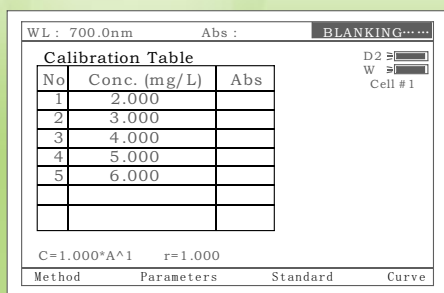 WL: 700.0nm Abs: BLANKING······
Calibration Table
D2
W
Cell #1
No Conc. (mg/L) Abs
1 2.000
2 3.000
3 4.000
4 5.000
5 6.000
C=1.000*A^1 r=1.000
Method Parameters Standard Curve